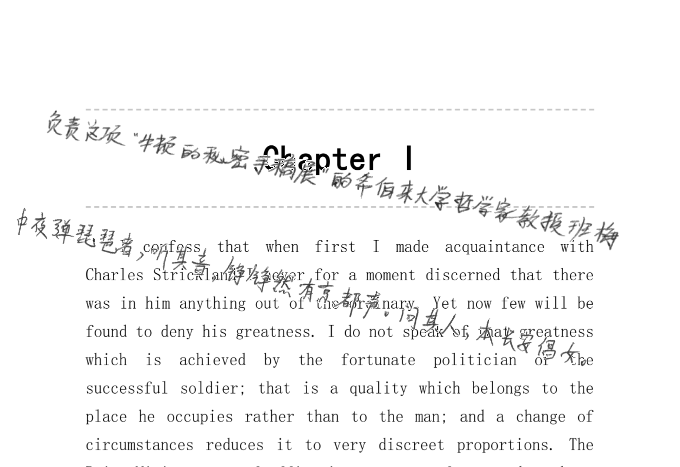 负责这项“牛顿的秘密手稿展”的希伯来大学哲学家教授班梅
Chapter I
中夜弹琵琶者，听其音，铮铮然有京都声。问其人，本长安倡女。
confess that when first I made acquaintance with
Charles Strickland I never for a moment discerned that there
was in him anything out of the ordinary. Yet now few will be
found to deny his greatness. I do not speak of that greatness
which is achieved by the fortunate politician or the
successful soldier; that is a quality which belongs to the
place he occupies rather than to the man; and a change of
circumstances reduces it to very discreet proportions. The